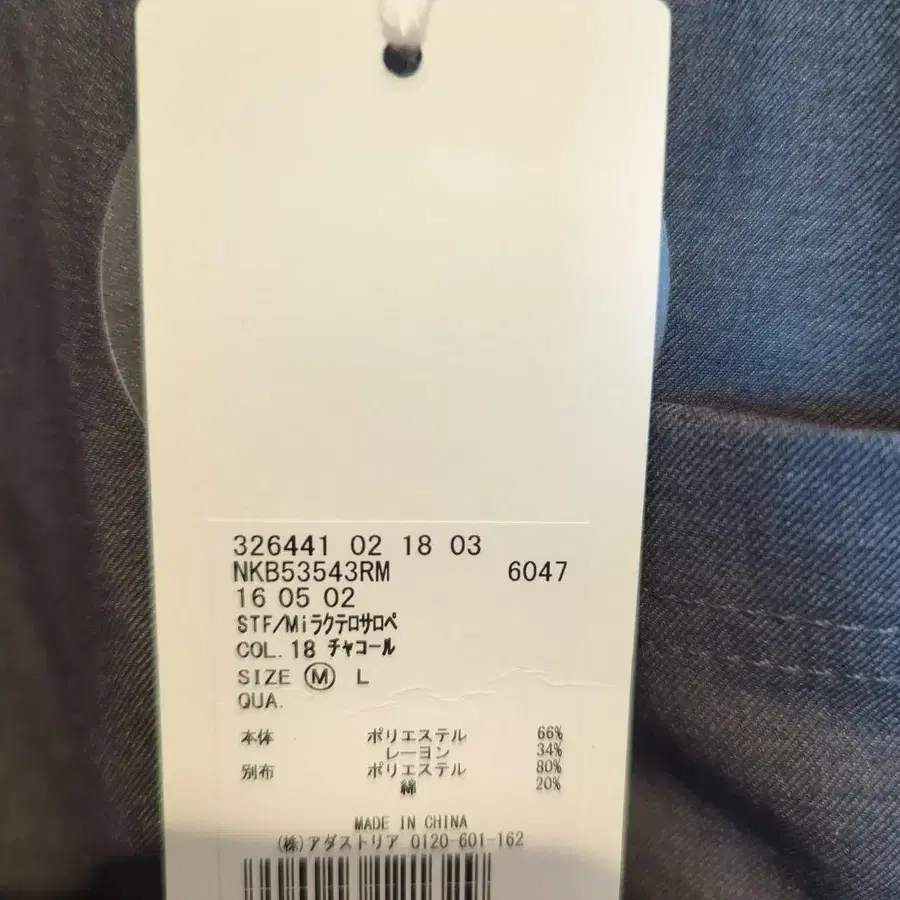 326441 02 18 03
NKB53543RM 6047
16 05 02
STF/Miラクテロサロペ
COL.18 チャコール
SIZE Ⓜ L
QUA.
本体 ポリエステル 66%
レーヨン 34%
別布 ポリエステル 80%
綿 20%
MADE IN CHINA
(株)アダストリア 0120-601-162